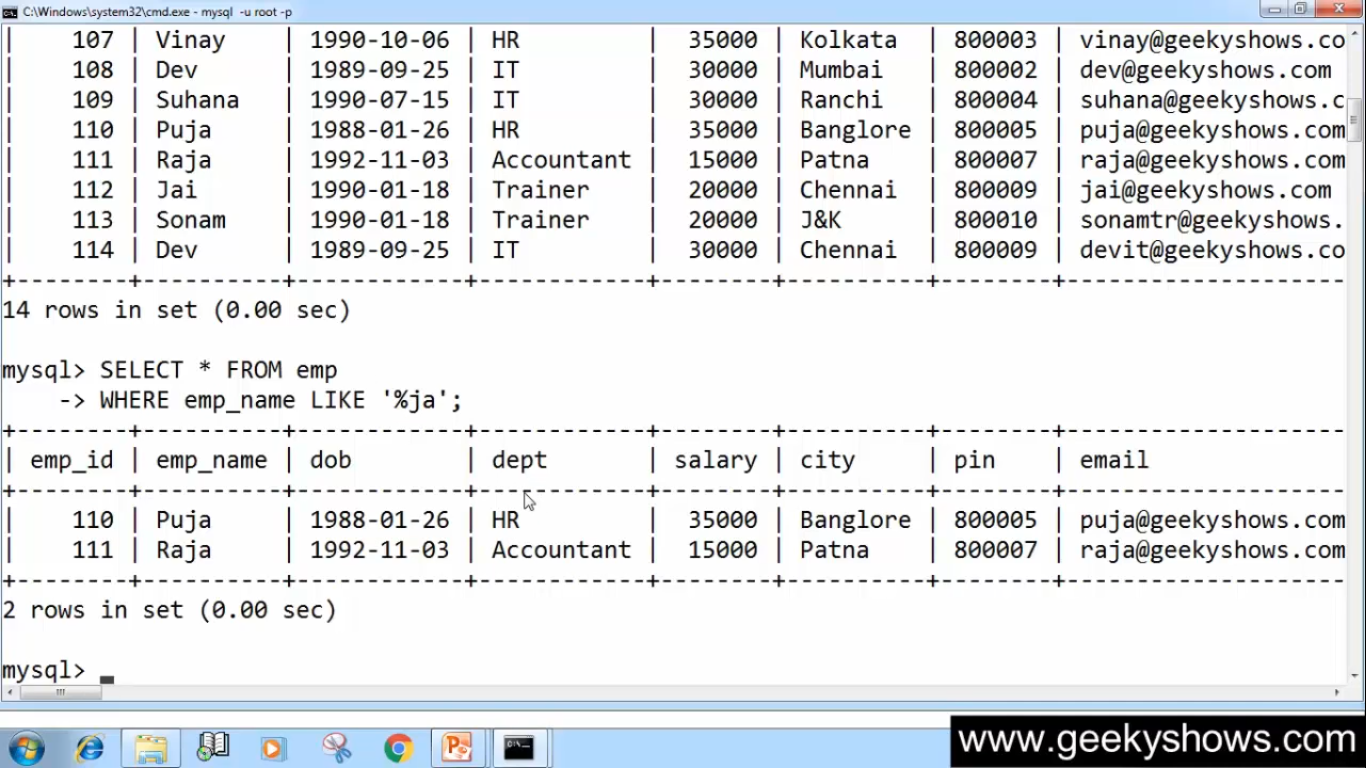 C:\Windows\system32\cmd.exe - mysql  -u root -p
|    107 | Vinay    | 1990-10-06 | HR         |  35000 | Kolkata  | 800003 | vinay@geekyshows.co
|    108 | Dev      | 1989-09-25 | IT         |  30000 | Mumbai   | 800002 | dev@geekyshows.com
|    109 | Suhana   | 1990-07-15 | IT         |  30000 | Ranchi   | 800004 | suhana@geekyshows.c
|    110 | Puja     | 1988-01-26 | HR         |  35000 | Banglore | 800005 | puja@geekyshows.com
|    111 | Raja     | 1992-11-03 | Accountant |  15000 | Patna    | 800007 | raja@geekyshows.com
|    112 | Jai      | 1990-01-18 | Trainer    |  20000 | Chennai  | 800009 | jai@geekyshows.com
|    113 | Sonam    | 1990-01-18 | Trainer    |  20000 | J&K      | 800010 | sonamtr@geekyshows.
|    114 | Dev      | 1989-09-25 | IT         |  30000 | Chennai  | 800009 | devit@geekyshows.co
+--------+----------+------------+------------+--------+----------+--------+--------------------
14 rows in set (0.00 sec)
mysql> SELECT * FROM emp
    -> WHERE emp_name LIKE '%ja';
+--------+----------+------------+------------+--------+----------+--------+--------------------
| emp_id | emp_name | dob        | dept       | salary | city     | pin    | email
+--------+----------+------------+------------+--------+----------+--------+--------------------
|    110 | Puja     | 1988-01-26 | HR         |  35000 | Banglore | 800005 | puja@geekyshows.com
|    111 | Raja     | 1992-11-03 | Accountant |  15000 | Patna    | 800007 | raja@geekyshows.com
+--------+----------+------------+------------+--------+----------+--------+--------------------
2 rows in set (0.00 sec)
mysql>
www.geekyshows.com